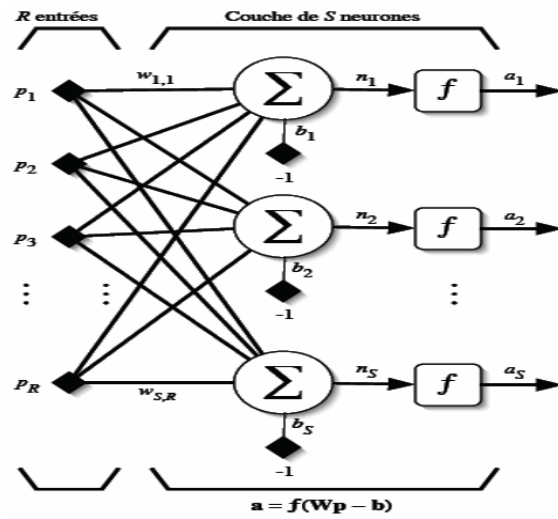 R entrées Couche de S neurones
p1 w1,1 Σ n1 f a1
b1
p2
-1
p3 Σ n2 f a2
b2
⋮ ⋮ ⋮
-1
pR wS,R Σ nS f aS
bS
-1
a = f(Wp – b)